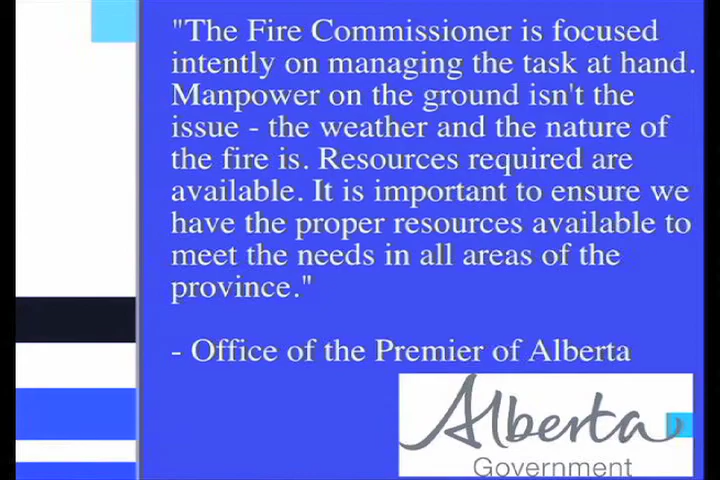 "The Fire Commissioner is focused
intently on managing the task at hand.
Manpower on the ground isn't the
issue - the weather and the nature of
the fire is. Resources required are
available. It is important to ensure we
have the proper resources available to
meet the needs in all areas of the
province."
- Office of the Premier of Alberta
Alberta
Government